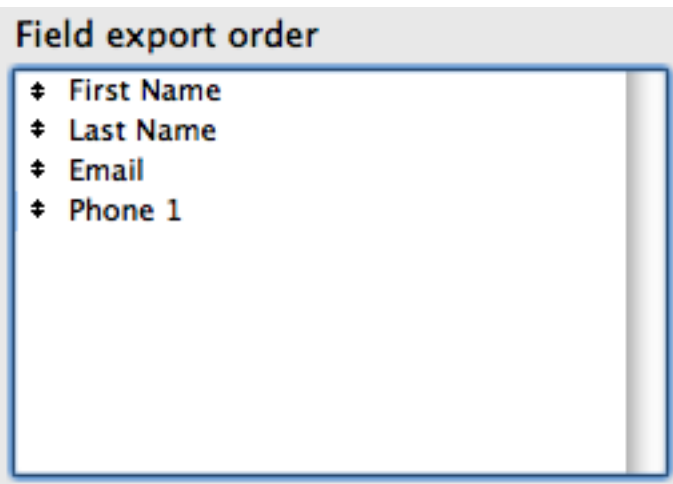 Field export order
First Name
Last Name
Email
Phone 1